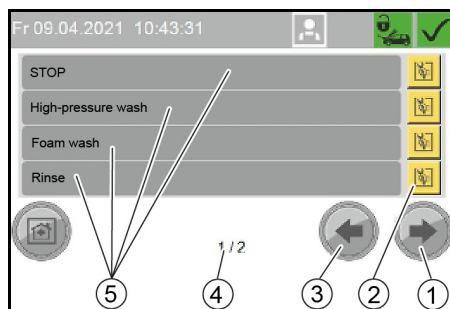 Fr 09.04.2021 10:43:31
STOP
High-pressure wash
Foam wash
Rinse
1 / 2
5 4 3 2 1